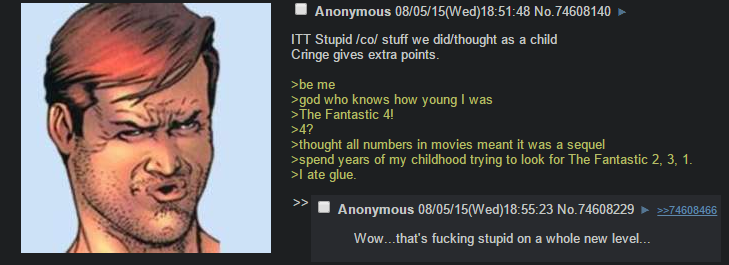 Anonymous 08/05/15(Wed)18:51:48 No.74608140 ▶
ITT Stupid /co/ stuff we did/thought as a child
Cringe gives extra points.
>be me
>god who knows how young I was
>The Fantastic 4!
>4?
>thought all numbers in movies meant it was a sequel
>spend years of my childhood trying to look for The Fantastic 2, 3, 1.
>I ate glue.
>> Anonymous 08/05/15(Wed)18:55:23 No.74608229 ▶ >>74608466
Wow...that's fucking stupid on a whole new level...